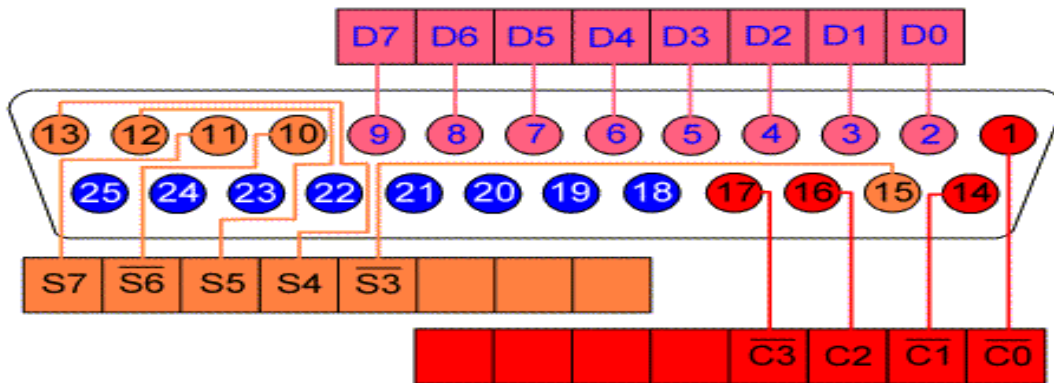 D7 D6 D5 D4 D3 D2 D1 D0
13 12 11 10 9 8 7 6 5 4 3 2 1
25 24 23 22 21 20 19 18 17 16 15 14
S7 S̅6̅ S5 S4 S̅3̅
C̅3̅ C2 C̅1̅ C̅0̅